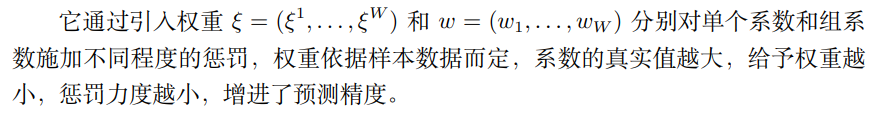 它通过引入权重 ξ = (ξ¹, . . . , ξᵂ) 和 w = (w₁, . . . , w_W) 分别对单个系数和组系
数施加不同程度的惩罚，权重依据样本数据而定，系数的真实值越大，给予权重越
小，惩罚力度越小，增进了预测精度。